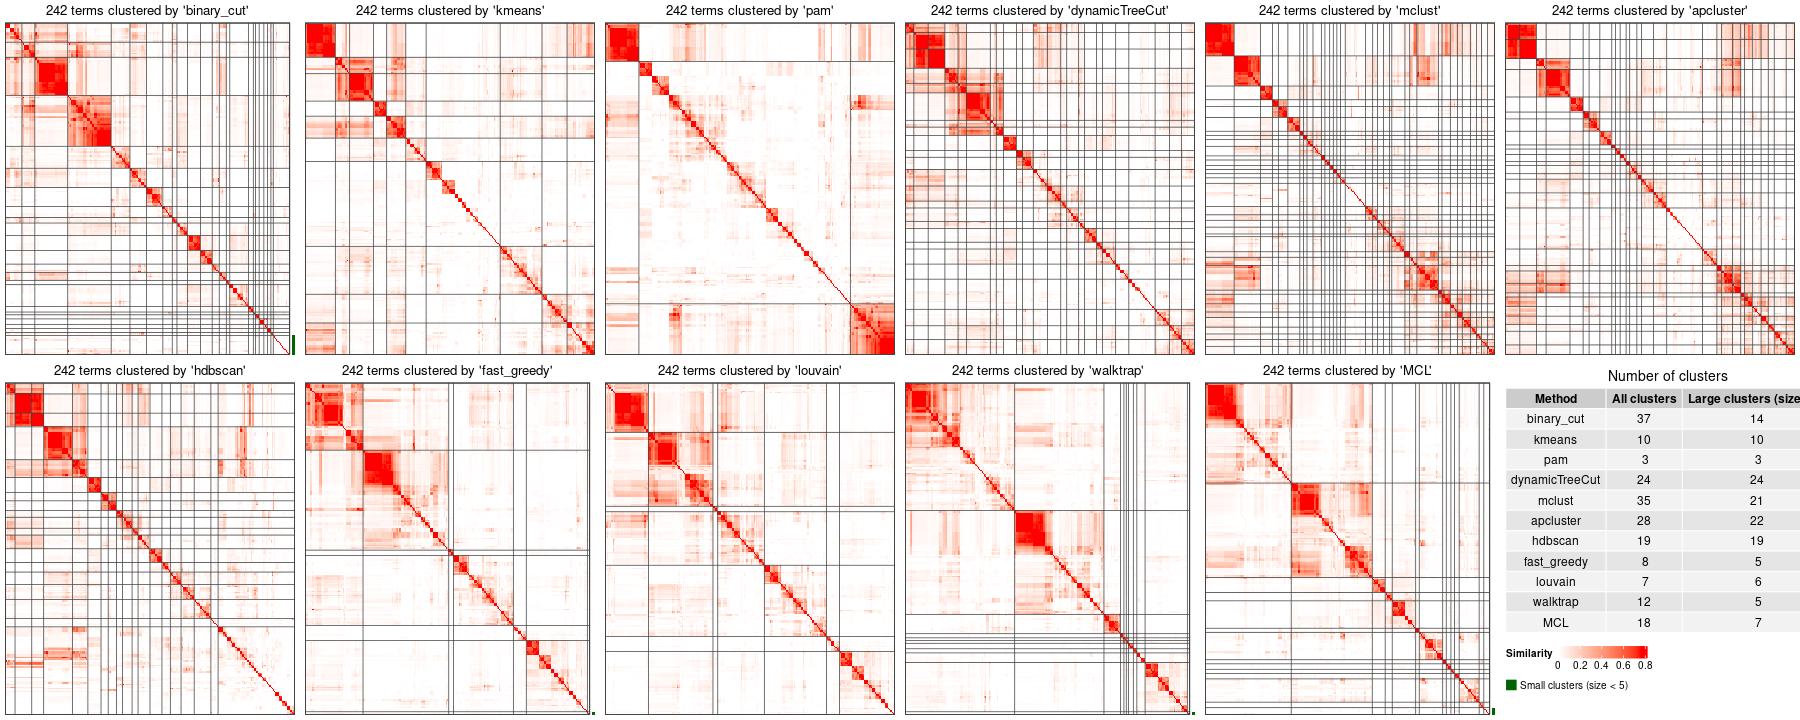 242 terms clustered by 'binary_cut'
242 terms clustered by 'kmeans'
242 terms clustered by 'pam'
242 terms clustered by 'dynamicTreeCut'
242 terms clustered by 'mclust'
242 terms clustered by 'apcluster'
242 terms clustered by 'hdbscan'
242 terms clustered by 'fast_greedy'
242 terms clustered by 'louvain'
242 terms clustered by 'walktrap'
242 terms clustered by 'MCL'
Number of clusters
Method All clusters Large clusters (size
binary_cut 37 14
kmeans 10 10
pam 3 3
dynamicTreeCut 24 24
mclust 35 21
apcluster 28 22
hdbscan 19 19
fast_greedy 8 5
louvain 7 6
walktrap 12 5
MCL 18 7
Similarity
0 0.2 0.4 0.6 0.8
Small clusters (size < 5)